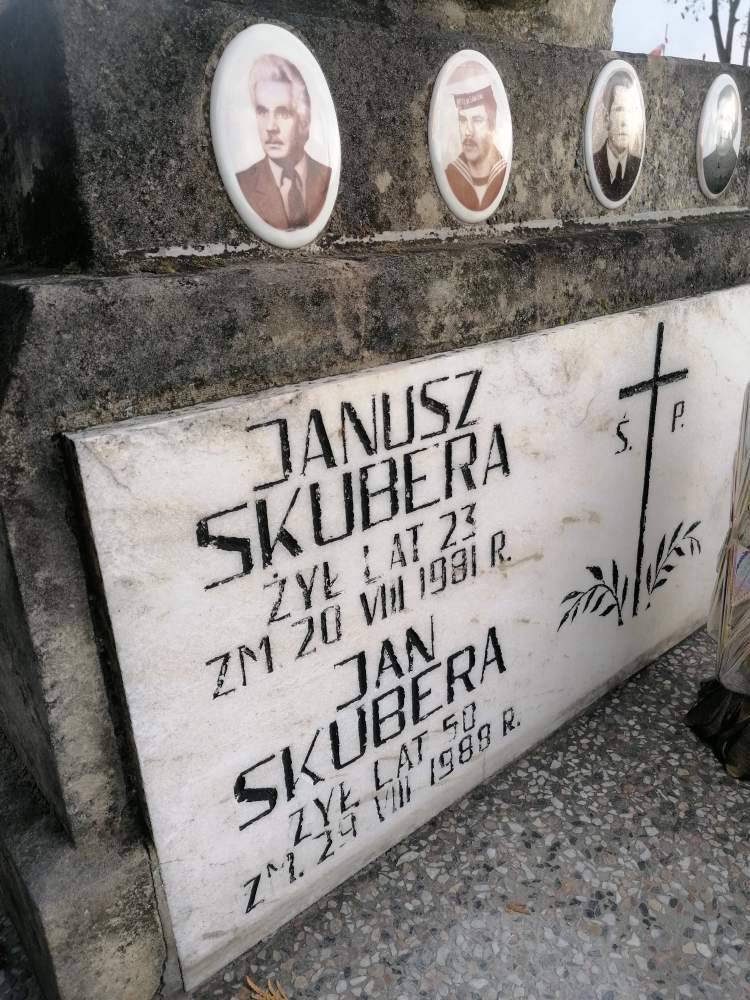 JANUSZ
SKUBERA
ŻYŁ LAT 23
ZM. 20 VIII 1981 R.
JAN
SKUBERA
ŻYŁ LAT 50
ZM. 29 VIII 1988 R.
Ś. P.